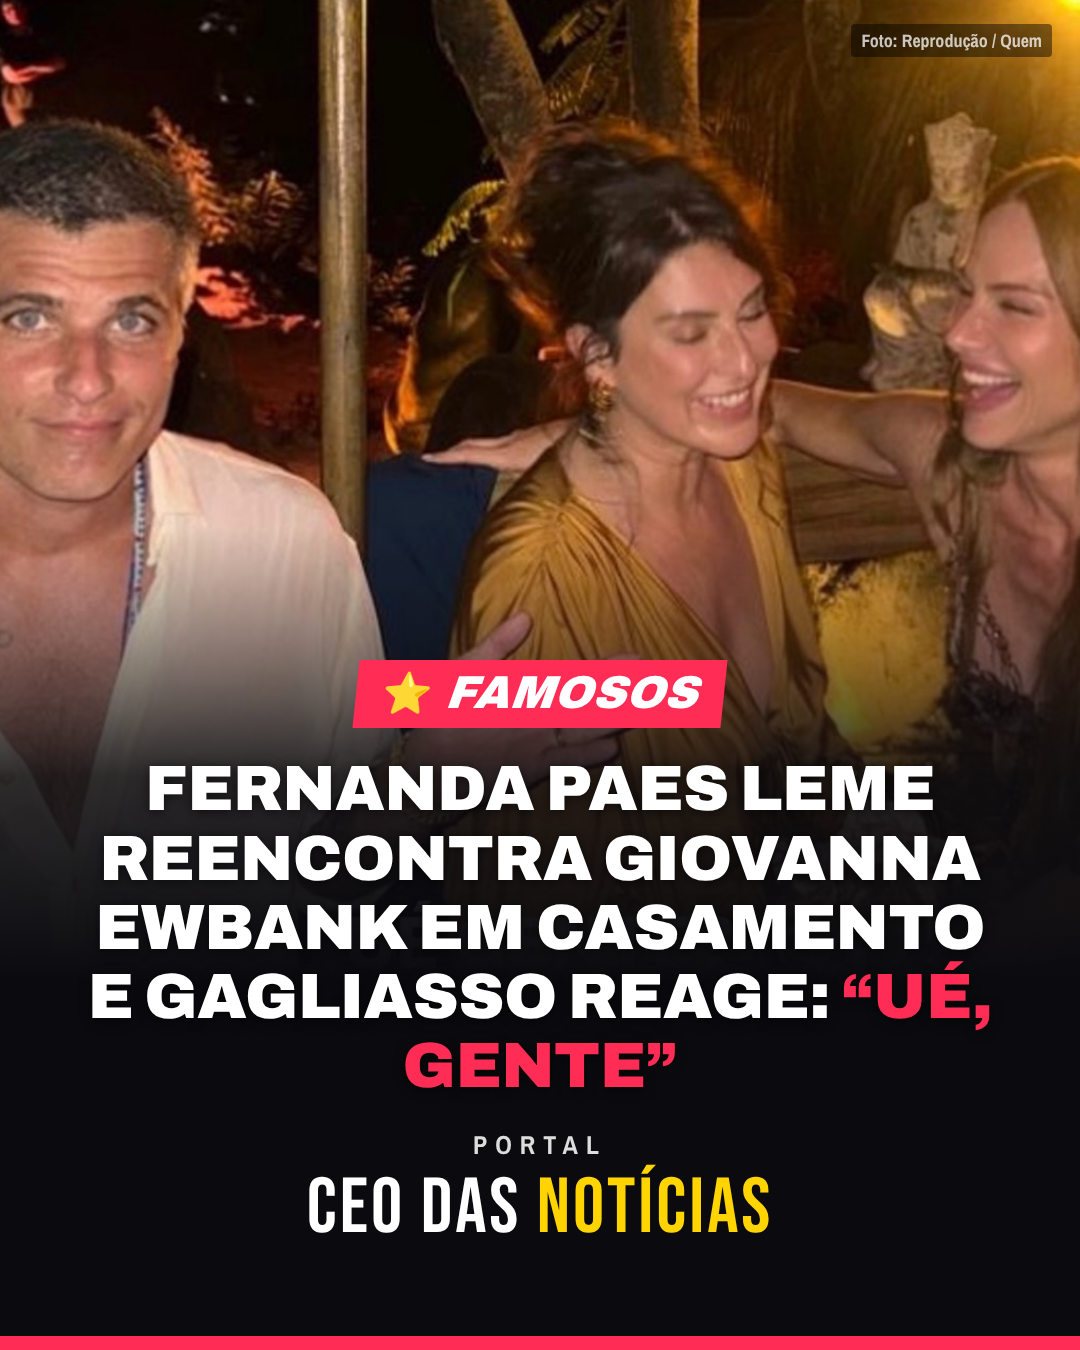 Foto: Reprodução / Quem
FAMOSOS
FERNANDA PAES LEME
REENCONTRA GIOVANNA
EWBANK EM CASAMENTO
E GAGLIASSO REAGE: “UÉ,
GENTE”
PORTAL
CEO DAS NOTÍCIAS